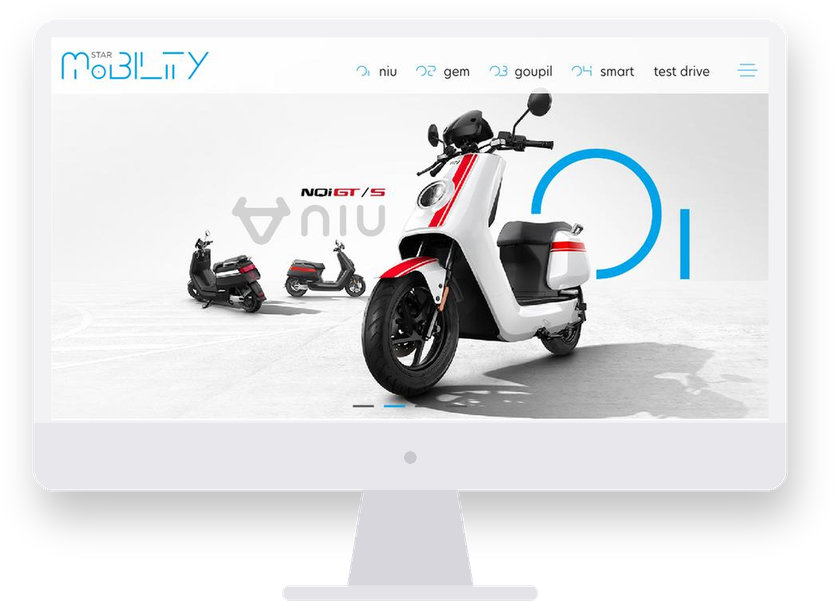 STAR
MOBILITY
01 niu 02 gem 03 goupil 04 smart test drive
NQiGT/S
niu
01